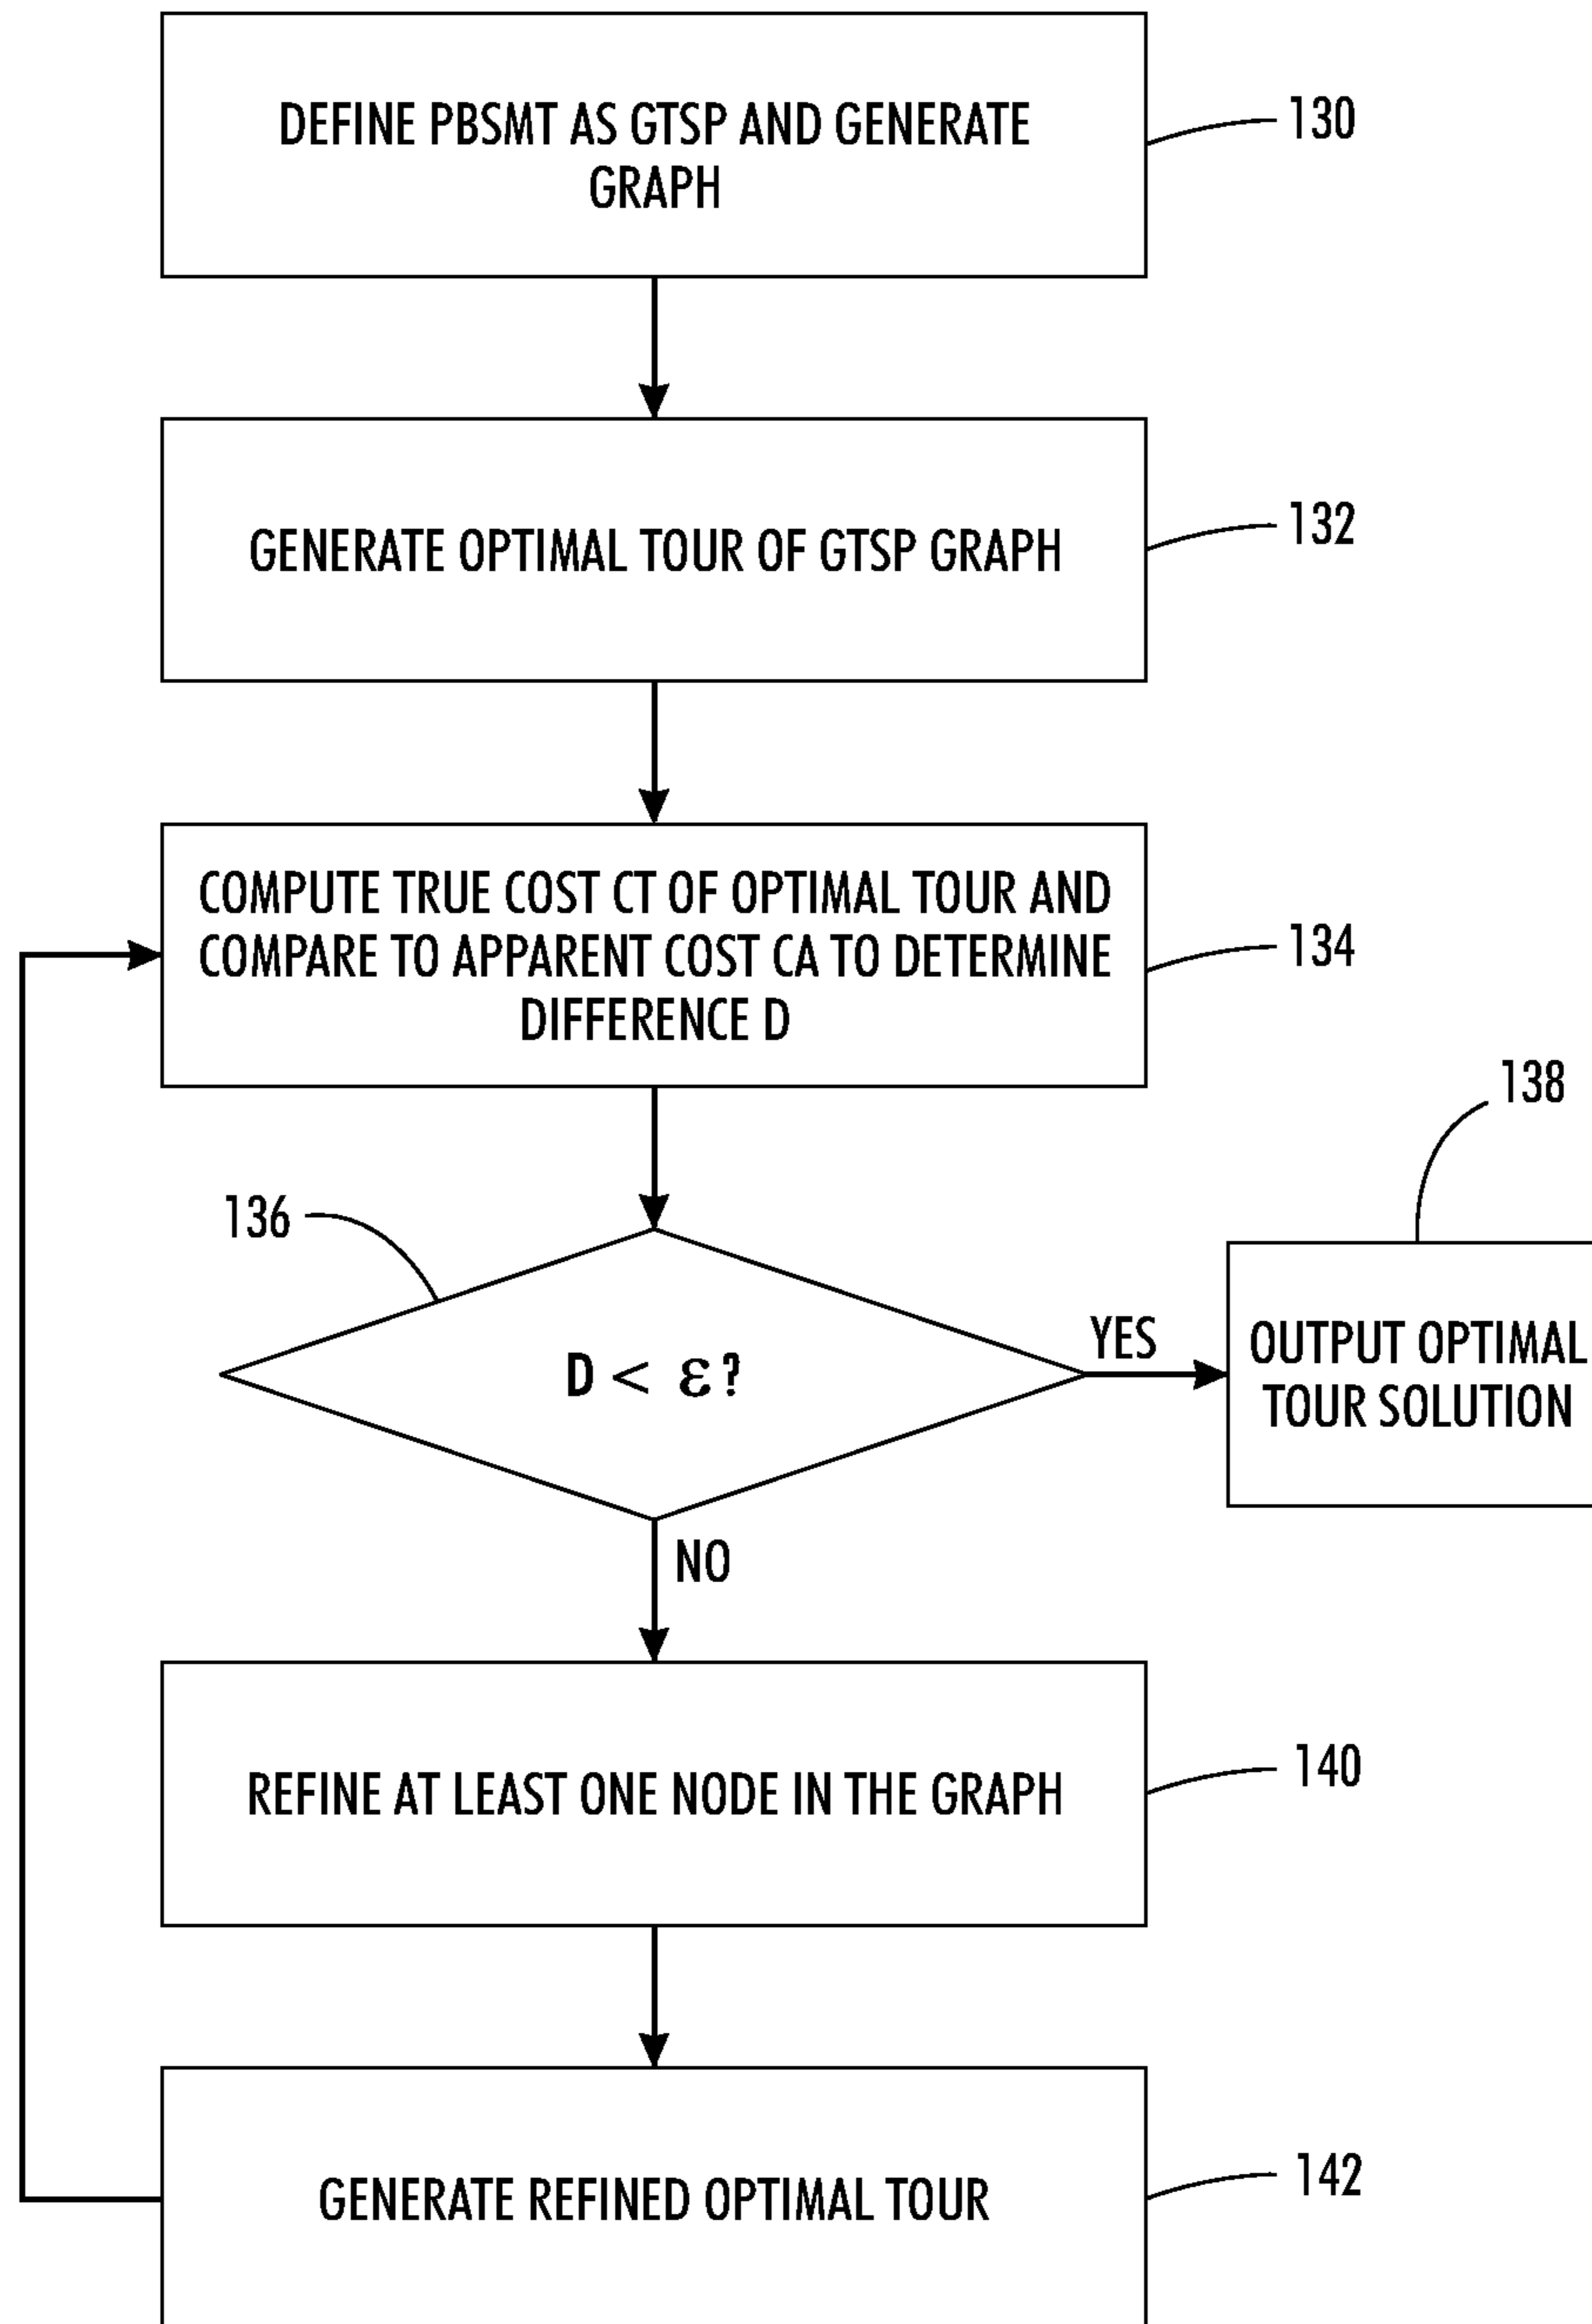 DEFINE PBSMT AS GTSP AND GENERATE
GRAPH
130
GENERATE OPTIMAL TOUR OF GTSP GRAPH
132
COMPUTE TRUE COST CT OF OPTIMAL TOUR AND
COMPARE TO APPARENT COST CA TO DETERMINE
DIFFERENCE D
134
136
D < ε?
YES
138
OUTPUT OPTIMAL
TOUR SOLUTION
NO
REFINE AT LEAST ONE NODE IN THE GRAPH
140
GENERATE REFINED OPTIMAL TOUR
142